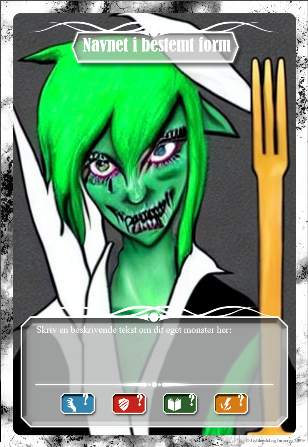 Navnet i bestemt form
Skriv en beskrivende tekst om dit eget monster her:
? ? ? ?